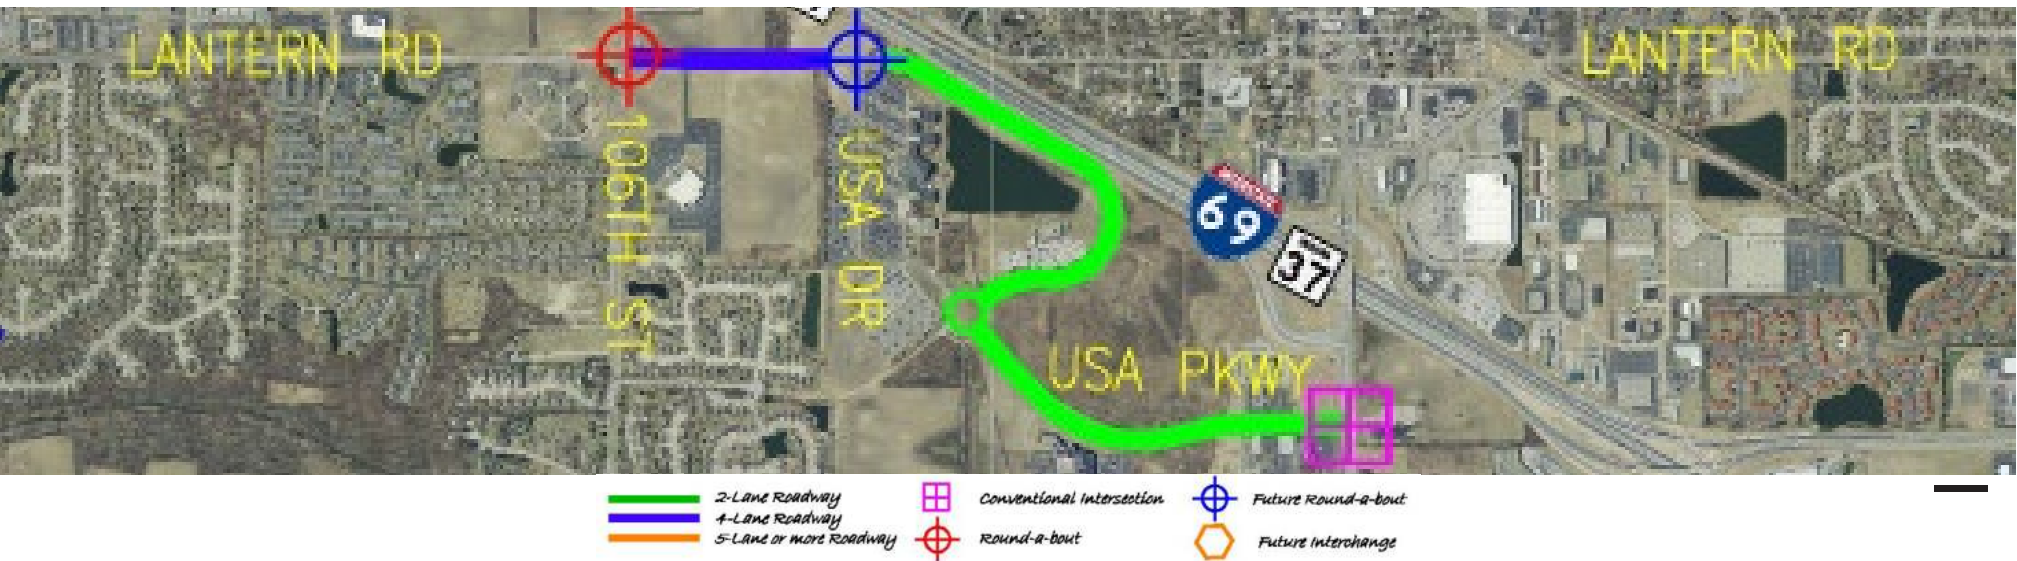 LANTERN RD
LANTERN RD
106TH ST
USA DR
INTERSTATE
69
37
USA PKWY
2-Lane Roadway
4-Lane Roadway
5-Lane or more Roadway
Conventional Intersection
Round-a-bout
Future Round-a-bout
Future Interchange